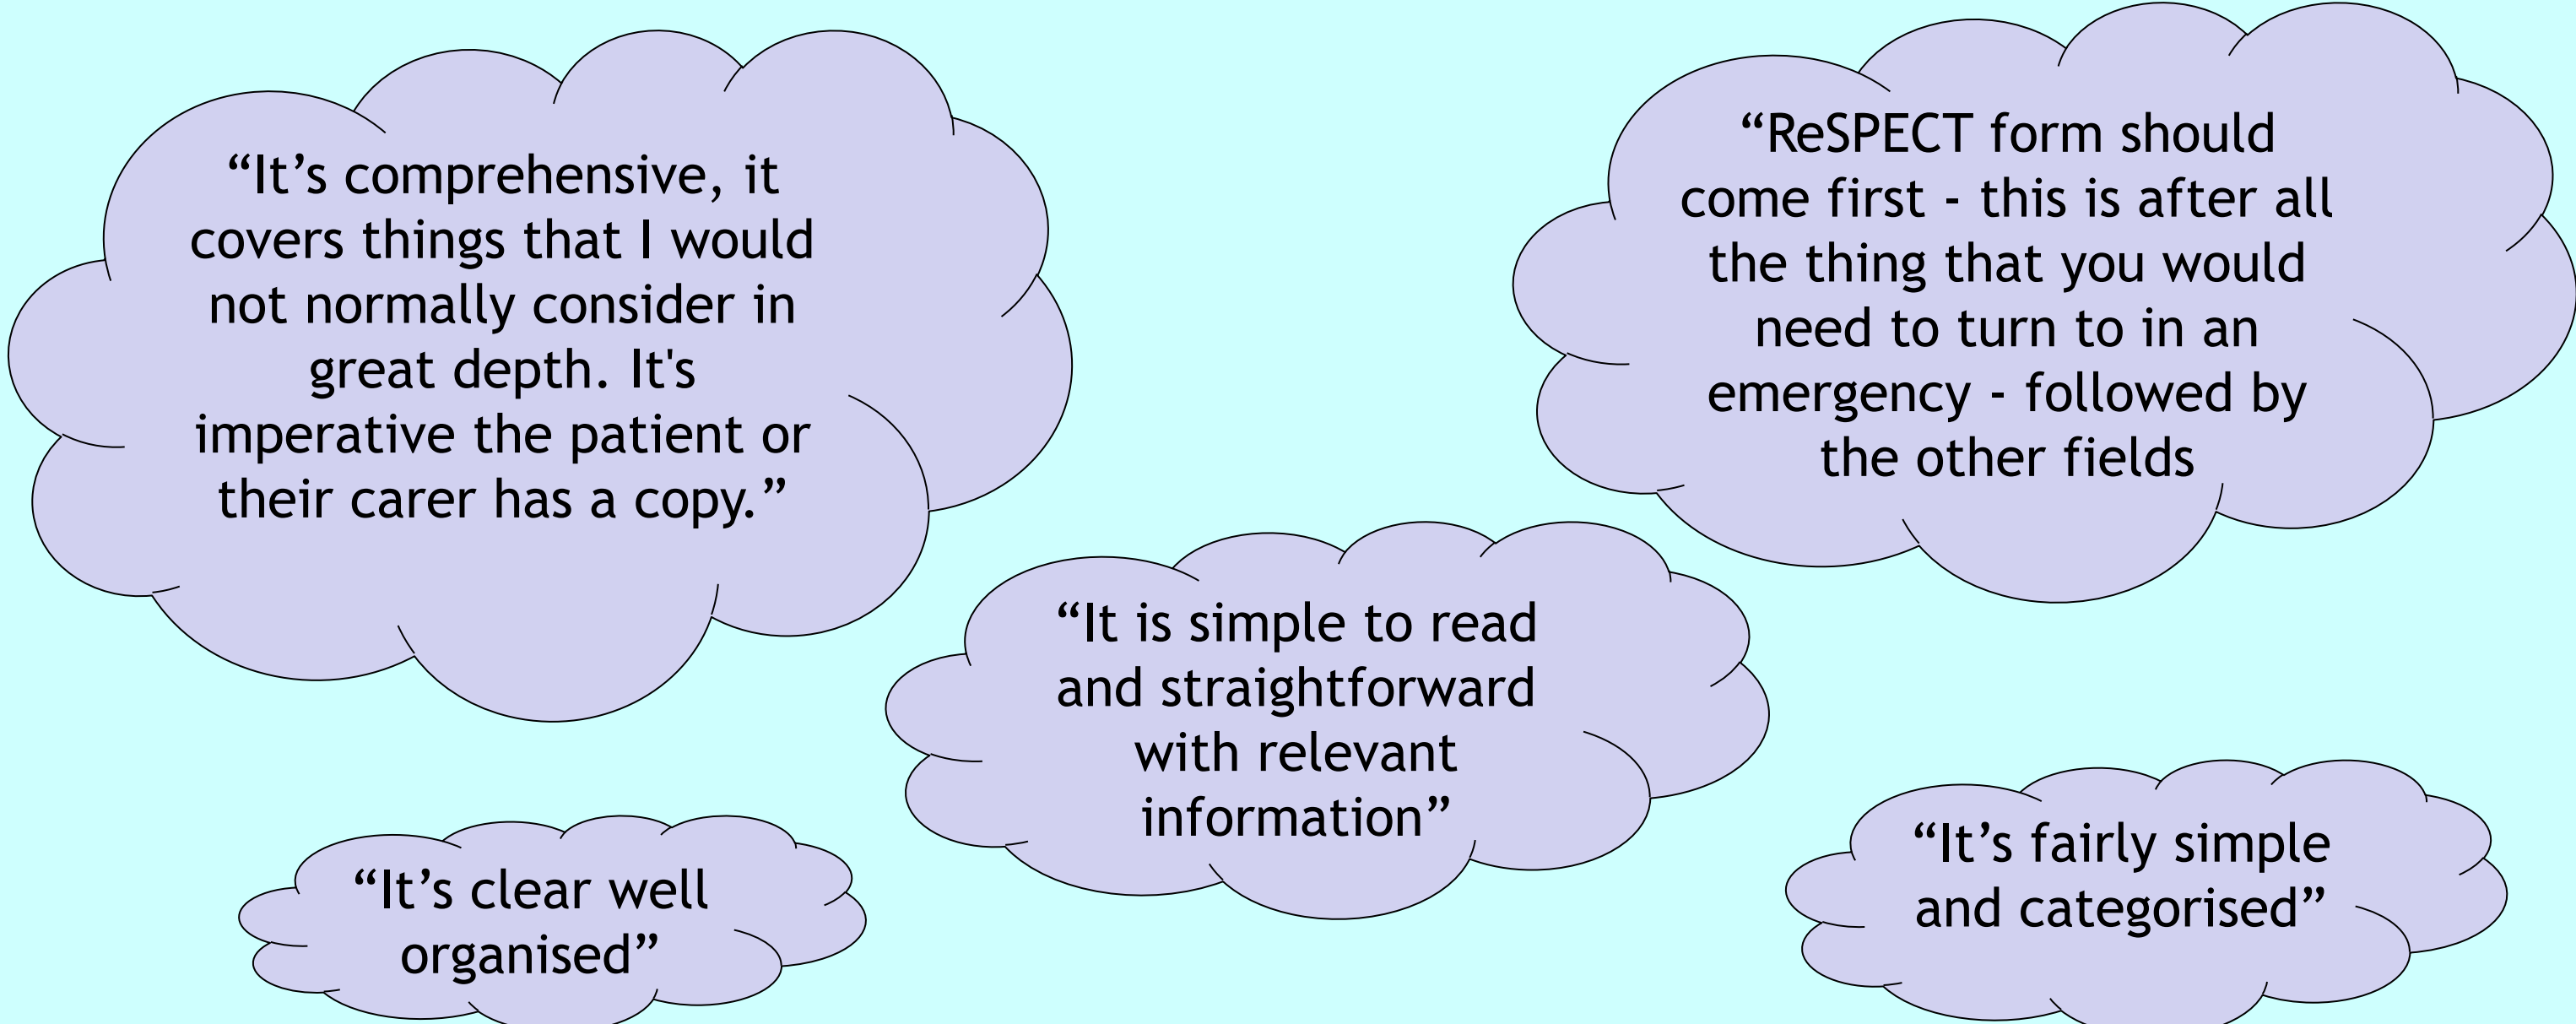 “It’s comprehensive, it
covers things that I would
not normally consider in
great depth. It's
imperative the patient or
their carer has a copy.”
“ReSPECT form should
come first - this is after all
the thing that you would
need to turn to in an
emergency - followed by
the other fields
“It is simple to read
and straightforward
with relevant
information”
“It’s clear well
organised”
“It’s fairly simple
and categorised”